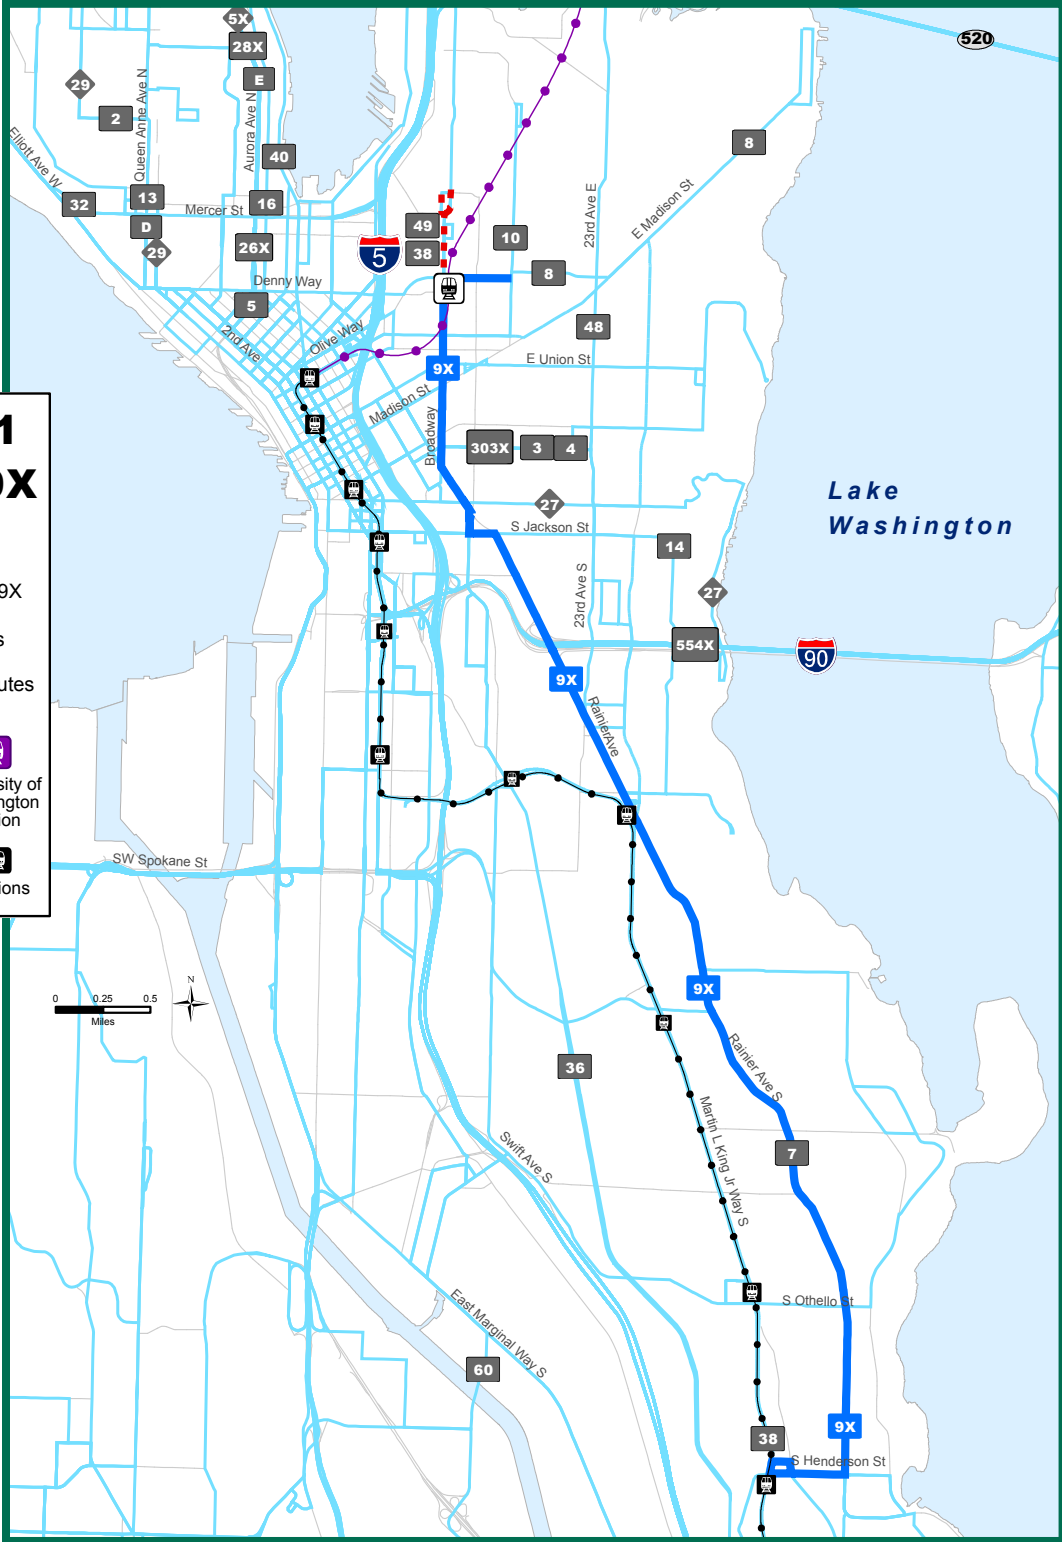 5X
28X
520
29
E
2
Queen Anne Ave N
Aurora Ave N
8
40
Elliott Ave W
32
13
16
Mercer St
23rd Ave E
E Madison St
D
49
10
29
26X
5
38
8
Denny Way
5
48
2nd Ave
Olive Way
E Union St
9X
Madison St
Broadway
303X
3
4
Lake
Washington
27
S Jackson St
14
23rd Ave S
27
554X
90
9X
RainierAve
1
9X
s
SW Spokane St
N
0
0.25
0.5
Miles
9X
36
Rainier Ave S
Martin L King Jr Way S
7
Swift Ave S
S Othello St
East Marginal Way S
60
9X
38
S Henderson St